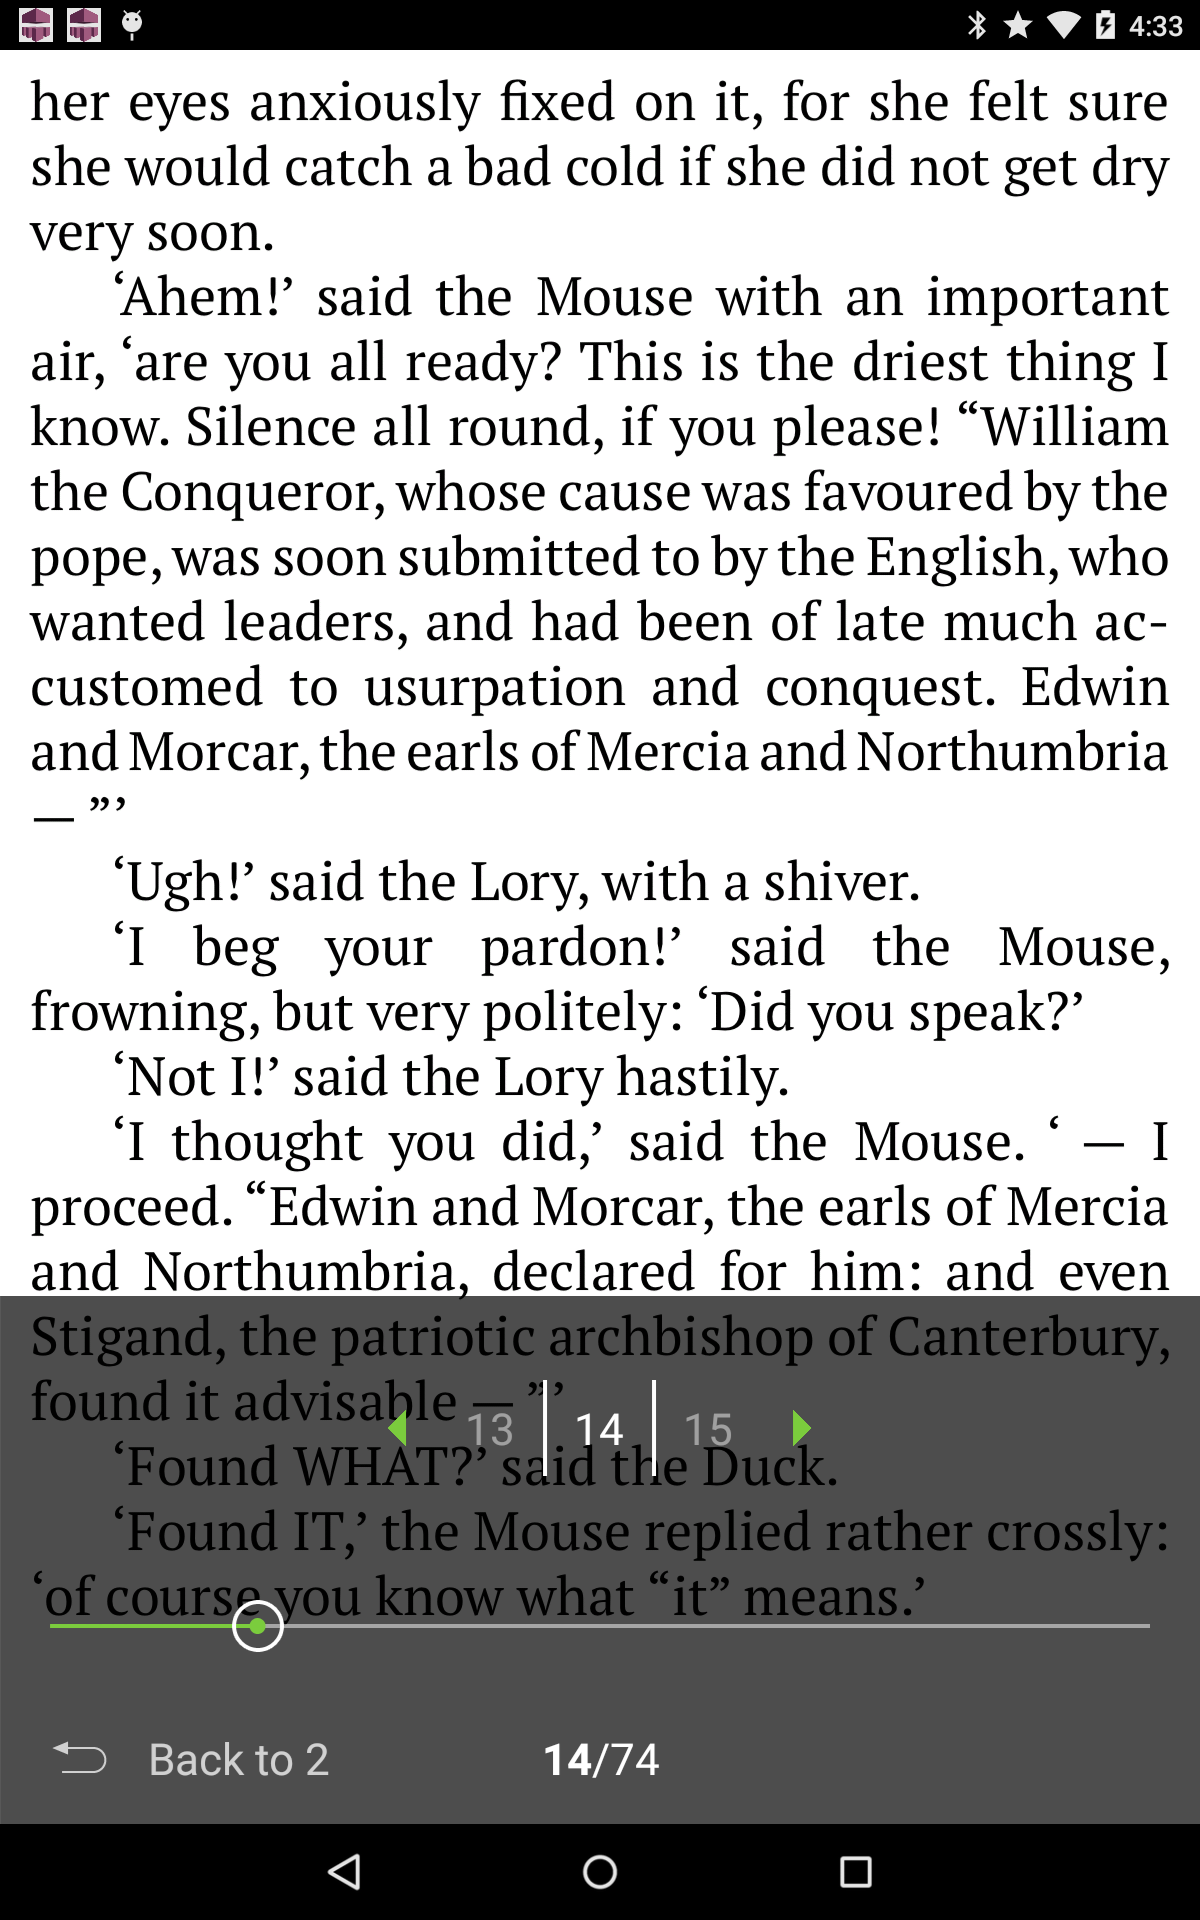 4:33
her eyes anxiously fixed on it, for she felt sure
she would catch a bad cold if she did not get dry
very soon.
‘Ahem!’ said the Mouse with an important
air, ‘are you all ready? This is the driest thing I
know. Silence all round, if you please! “William
the Conqueror, whose cause was favoured by the
pope, was soon submitted to by the English, who
wanted leaders, and had been of late much ac-
customed to usurpation and conquest. Edwin
and Morcar, the earls of Mercia and Northumbria
— ”’
‘Ugh!’ said the Lory, with a shiver.
‘I beg your pardon!’ said the Mouse,
frowning, but very politely: ‘Did you speak?’
‘Not I!’ said the Lory hastily.
‘I thought you did,’ said the Mouse. ‘ — I
proceed. “Edwin and Morcar, the earls of Mercia
and Northumbria, declared for him: and even
Stigand, the patriotic archbishop of Canterbury,
found it advisable — ”’
13 14 15
‘Found WHAT?’ said the Duck.
‘Found IT,’ the Mouse replied rather crossly:
‘of course you know what “it” means.’
Back to 2 14/74